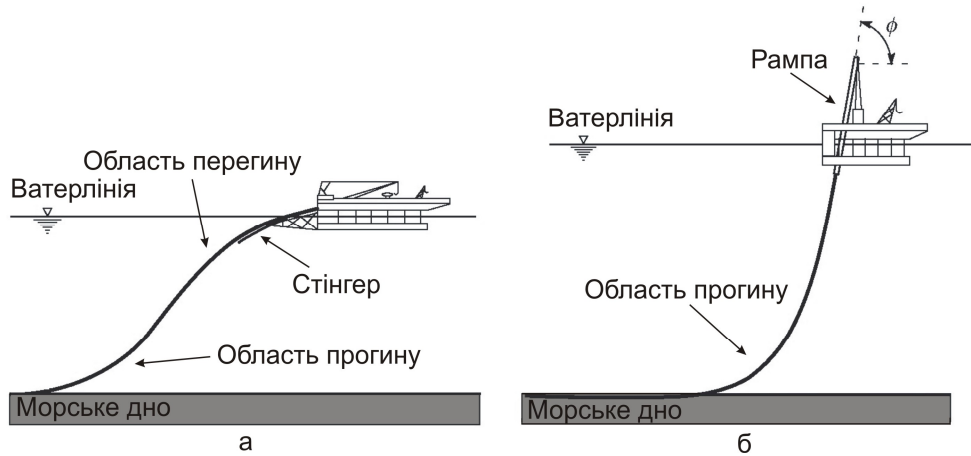 Область перегину
Ватерлінія
Стінгер
Область прогину
Морське дно
а
ϕ
Рампа
Ватерлінія
Область прогину
Морське дно
б